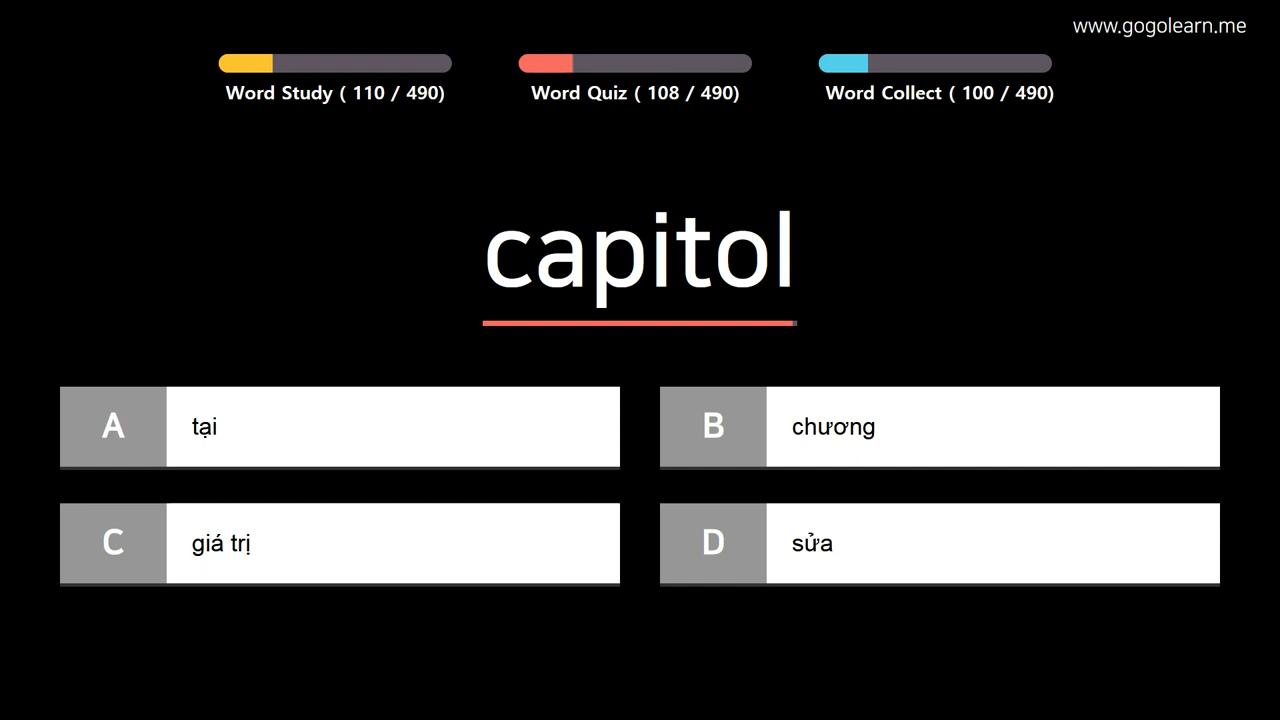 www.gogolearn.me
Word Study ( 110 / 490)
Word Quiz ( 108 / 490)
Word Collect ( 100 / 490)
capitol
A tại
B chương
C giá trị
D sửa